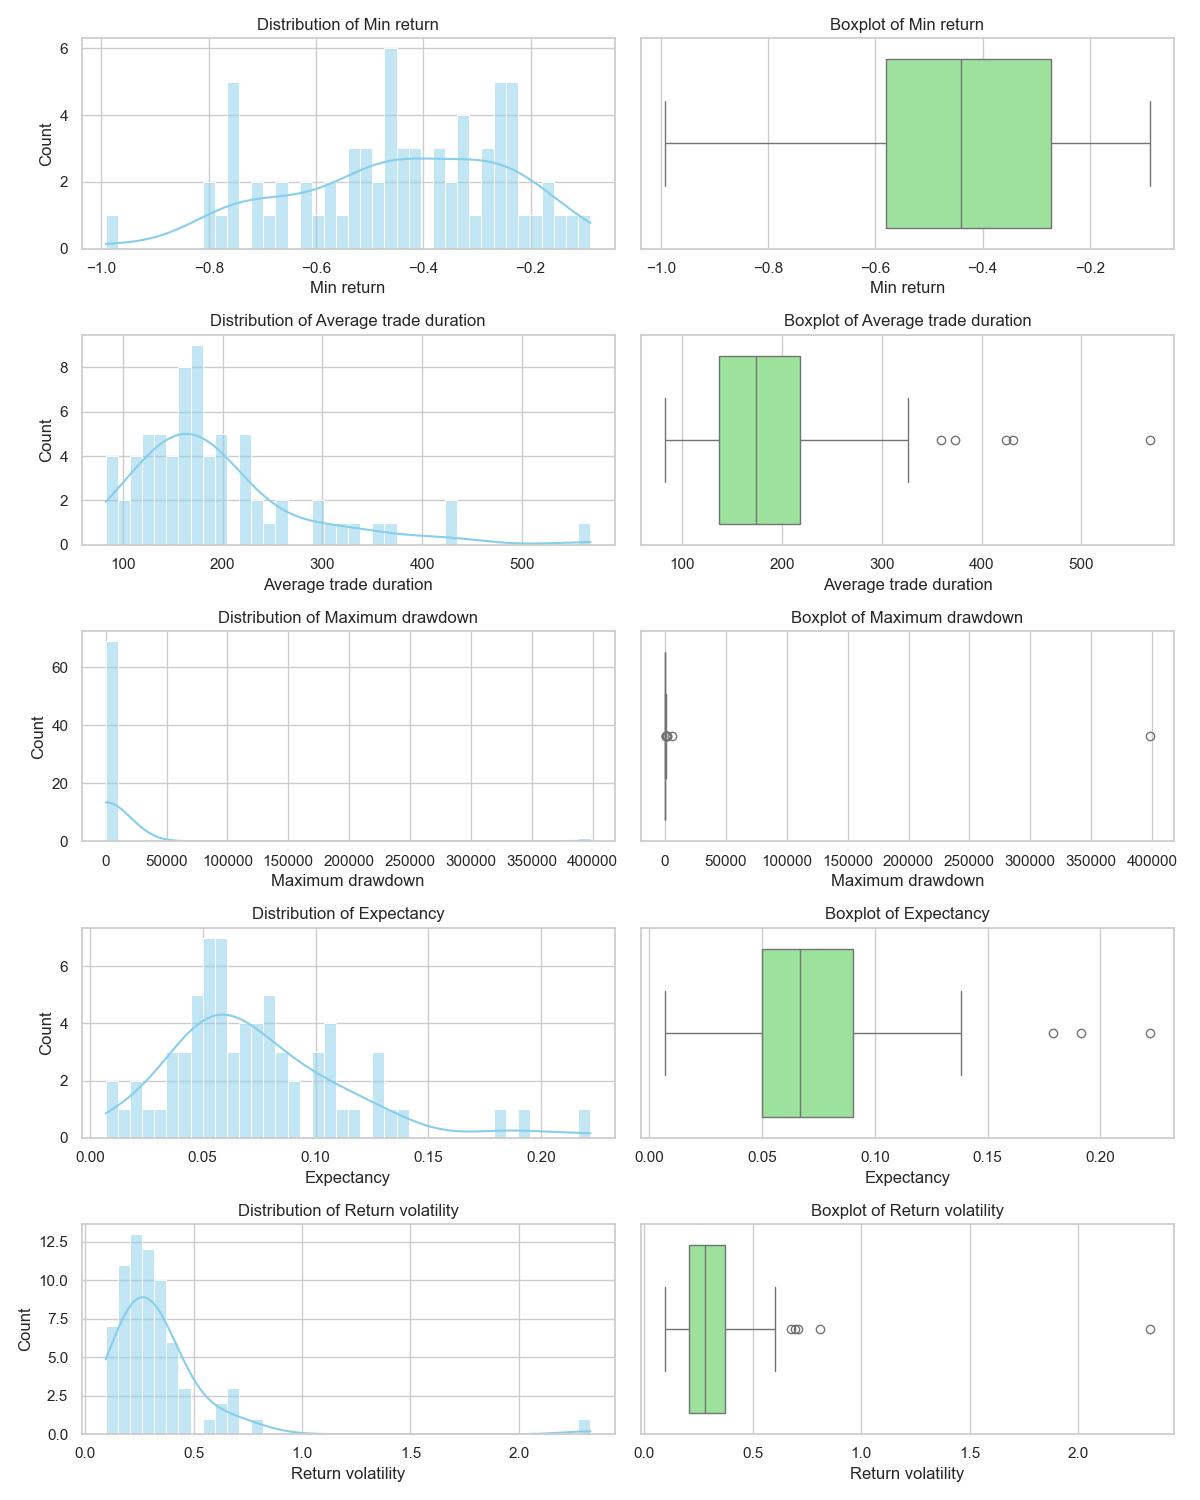 Distribution of Min return
Boxplot of Min return
6
4
2
0
Count
−1.0 −0.8 −0.6 −0.4 −0.2
Min return
−1.0 −0.8 −0.6 −0.4 −0.2
Min return
Distribution of Average trade duration
Boxplot of Average trade duration
8
6
4
2
0
Count
100 200 300 400 500
Average trade duration
100 200 300 400 500
Average trade duration
Distribution of Maximum drawdown
Boxplot of Maximum drawdown
60
40
20
0
Count
0 50000 100000 150000 200000 250000 300000 350000 400000
Maximum drawdown
0 50000 100000 150000 200000 250000 300000 350000 400000
Maximum drawdown
Distribution of Expectancy
Boxplot of Expectancy
6
4
2
0
Count
0.00 0.05 0.10 0.15 0.20
Expectancy
0.00 0.05 0.10 0.15 0.20
Expectancy
Distribution of Return volatility
Boxplot of Return volatility
12.5
10.0
7.5
5.0
2.5
0.0
Count
0.0 0.5 1.0 1.5 2.0
Return volatility
0.0 0.5 1.0 1.5 2.0
Return volatility